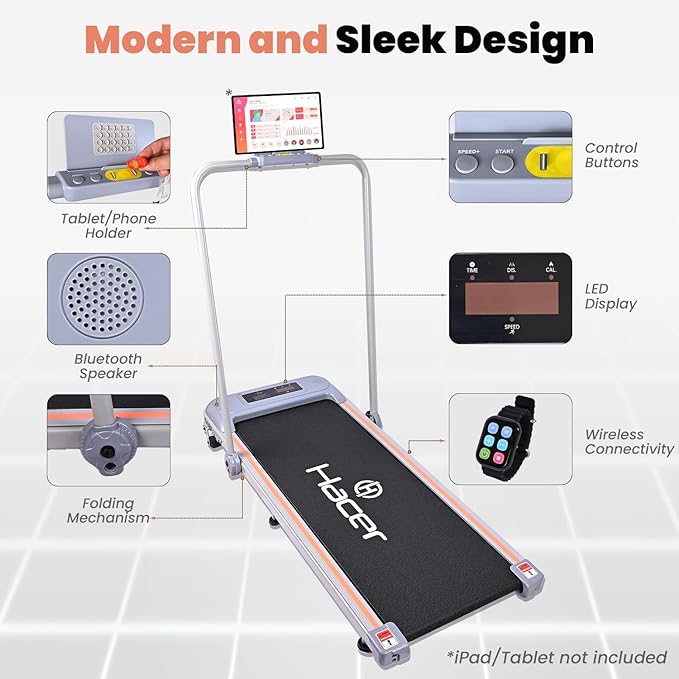 Modern and Sleek Design
*
Tablet/Phone
Holder
SPEED+ START
Control
Buttons
Bluetooth
Speaker
TIME DIS. CAL.
SPEED
LED
Display
Folding
Mechanism
Wireless
Connectivity
Hacer
*iPad/Tablet not included